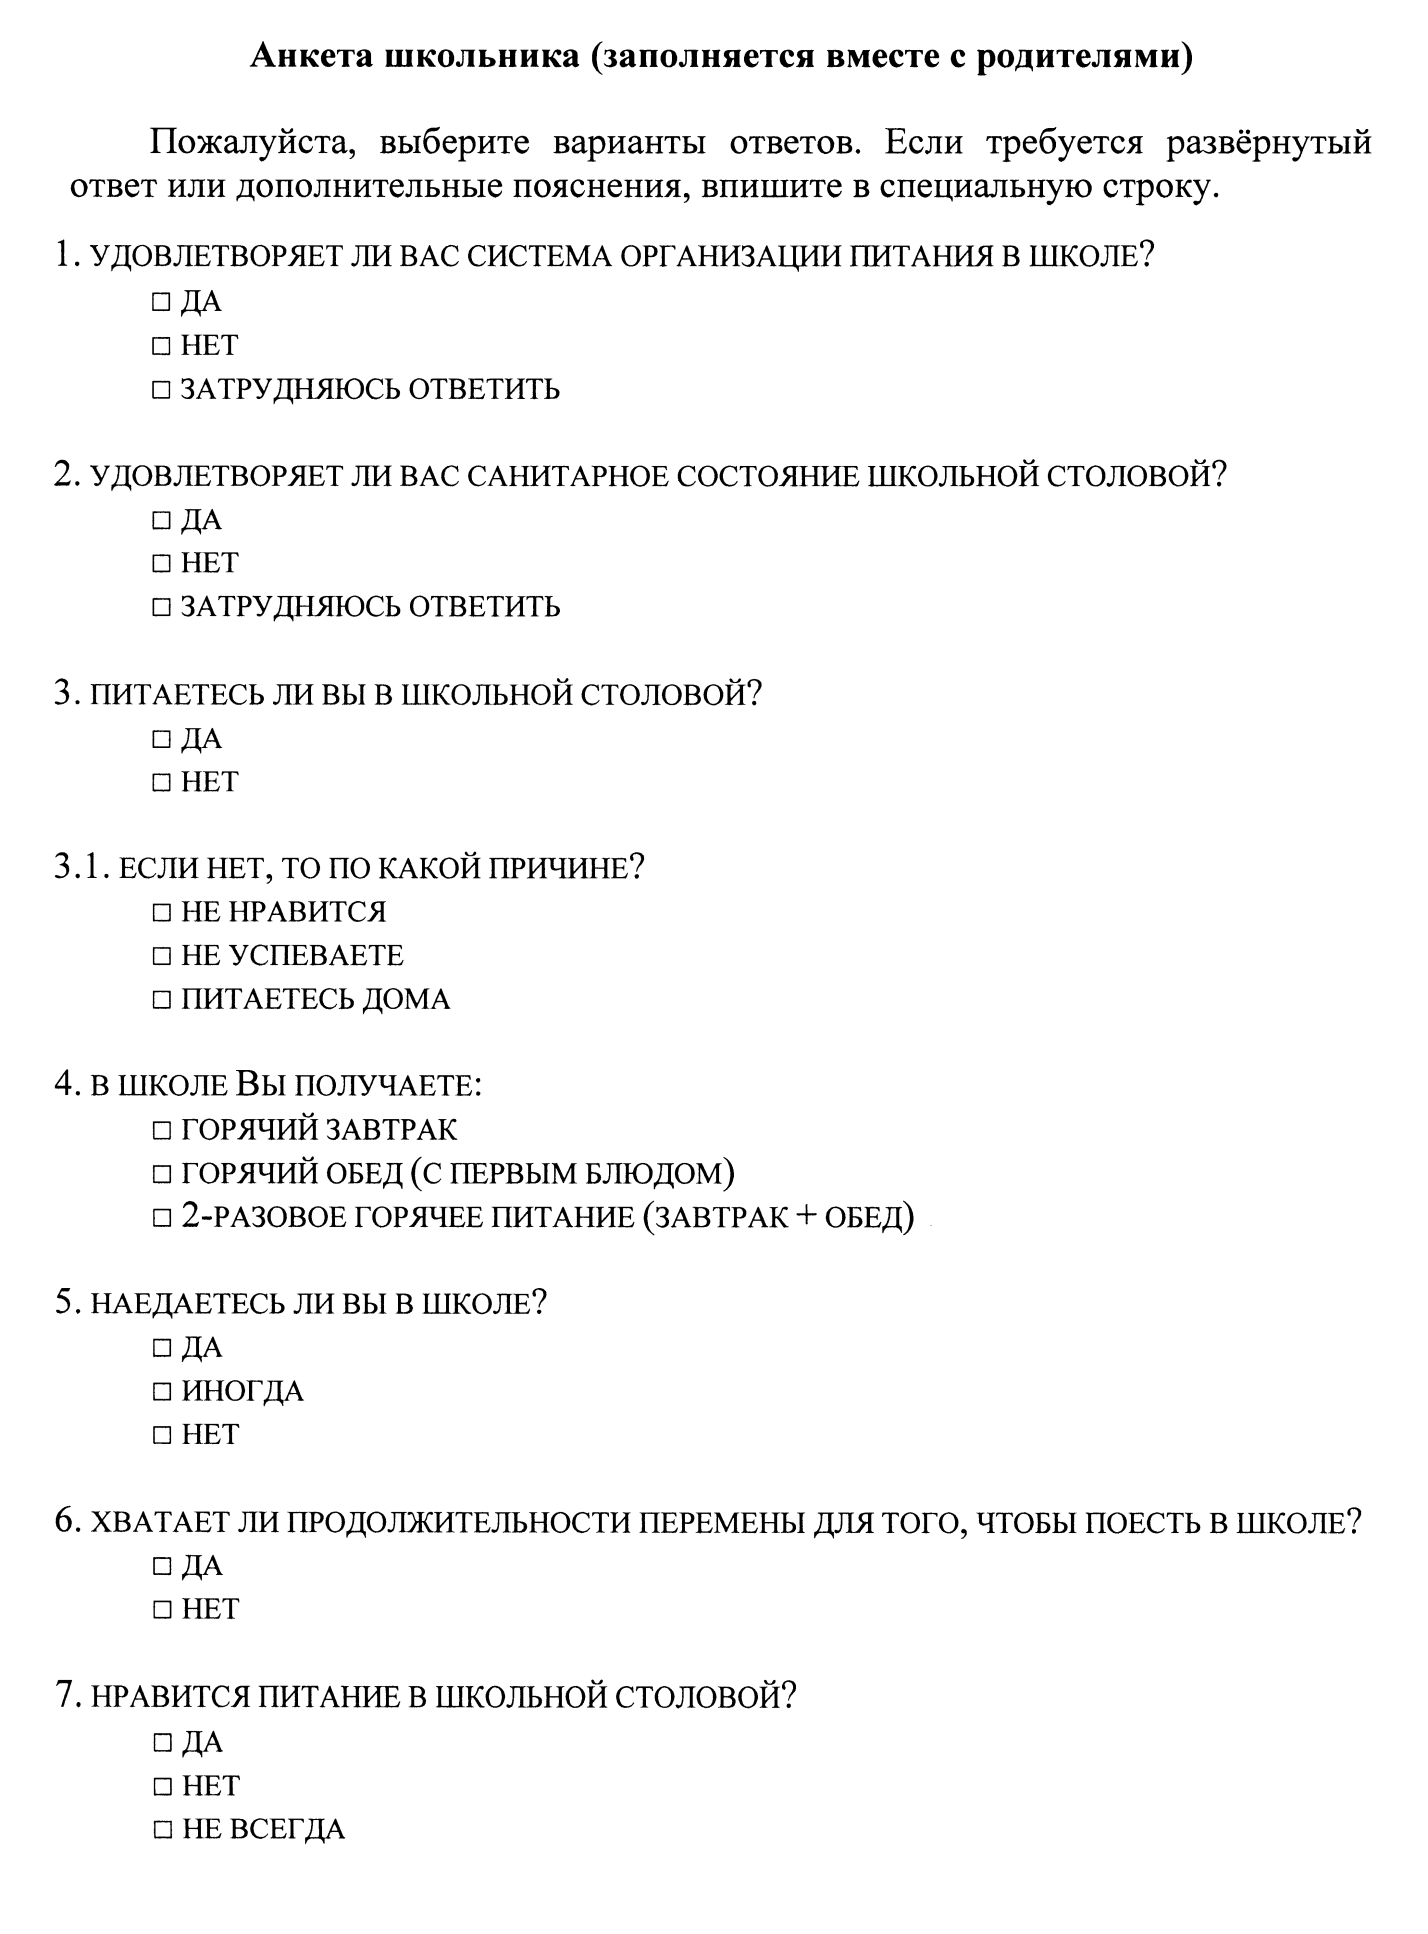 Анкета школьника (заполняется вместе с родителями)
Пожалуйста, выберите варианты ответов. Если требуется развёрнутый
ответ или дополнительные пояснения, впишите в специальную строку.
1. УДОВЛЕТВОРЯЕТ ЛИ ВАС СИСТЕМА ОРГАНИЗАЦИИ ПИТАНИЯ В ШКОЛЕ?
□ ДА
□ НЕТ
□ ЗАТРУДНЯЮСЬ ОТВЕТИТЬ
2. УДОВЛЕТВОРЯЕТ ЛИ ВАС САНИТАРНОЕ СОСТОЯНИЕ ШКОЛЬНОЙ СТОЛОВОЙ?
□ ДА
□ НЕТ
□ ЗАТРУДНЯЮСЬ ОТВЕТИТЬ
3. ПИТАЕТЕСЬ ЛИ ВЫ В ШКОЛЬНОЙ СТОЛОВОЙ?
□ ДА
□ НЕТ
3.1. ЕСЛИ НЕТ, ТО ПО КАКОЙ ПРИЧИНЕ?
□ НЕ НРАВИТСЯ
□ НЕ УСПЕВАЕТЕ
□ ПИТАЕТЕСЬ ДОМА
4. В ШКОЛЕ ВЫ ПОЛУЧАЕТЕ:
□ ГОРЯЧИЙ ЗАВТРАК
□ ГОРЯЧИЙ ОБЕД (С ПЕРВЫМ БЛЮДОМ)
□ 2-РАЗОВОЕ ГОРЯЧЕЕ ПИТАНИЕ (ЗАВТРАК + ОБЕД)
5. НАЕДАЕТЕСЬ ЛИ ВЫ В ШКОЛЕ?
□ ДА
□ ИНОГДА
□ НЕТ
6. ХВАТАЕТ ЛИ ПРОДОЛЖИТЕЛЬНОСТИ ПЕРЕМЕНЫ ДЛЯ ТОГО, ЧТОБЫ ПОЕСТЬ В ШКОЛЕ?
□ ДА
□ НЕТ
7. НРАВИТСЯ ПИТАНИЕ В ШКОЛЬНОЙ СТОЛОВОЙ?
□ ДА
□ НЕТ
□ НЕ ВСЕГДА